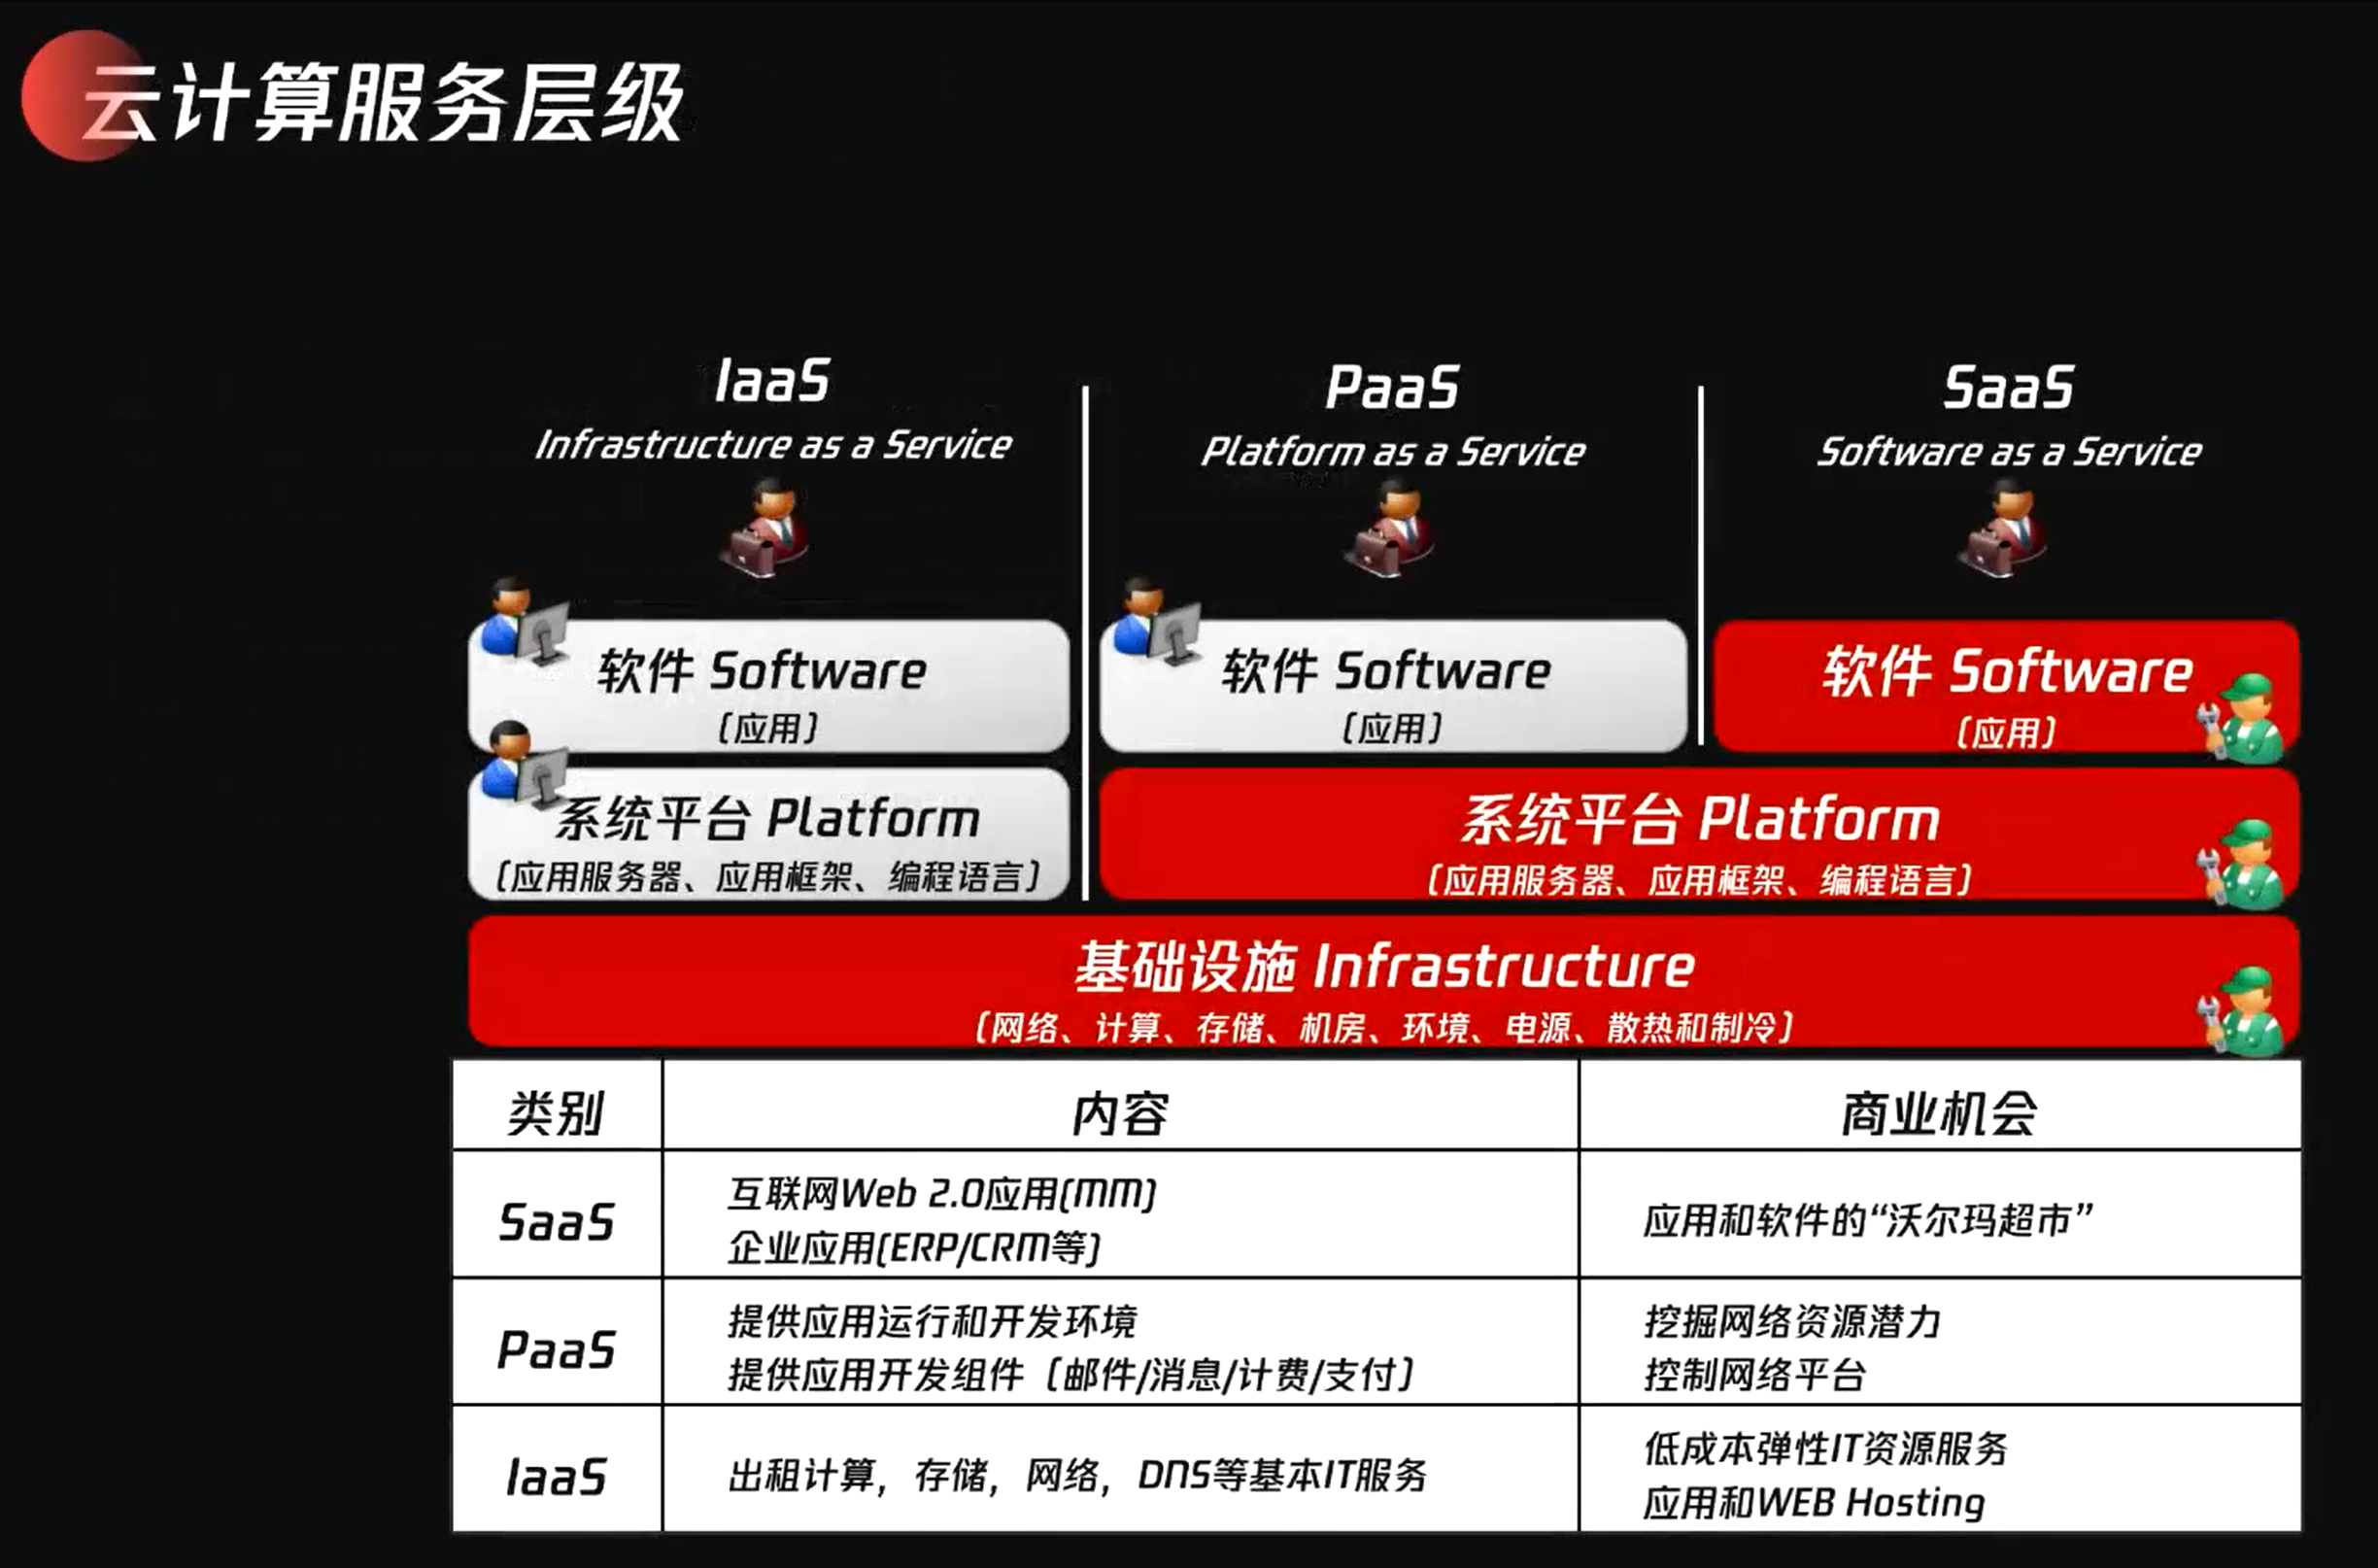 云计算服务层级
IaaS
Infrastructure as a Service
PaaS
Platform as a Service
SaaS
Software as a Service
软件 Software
(应用)
软件 Software
(应用)
软件 Software
(应用)
系统平台 Platform
(应用服务器、应用框架、编程语言)
系统平台 Platform
(应用服务器、应用框架、编程语言)
基础设施 Infrastructure
(网络、计算、存储、机房、环境、电源、散热和制冷)
类别 内容 商业机会
SaaS
互联网Web 2.0应用(MM)
企业应用(ERP/CRM等)
应用和软件的“沃尔玛超市”
PaaS
提供应用运行和开发环境
提供应用开发组件（邮件/消息/计费/支付）
挖掘网络资源潜力
控制网络平台
IaaS
出租计算，存储，网络，DNS等基本IT服务
低成本弹性IT资源服务
应用和WEB Hosting